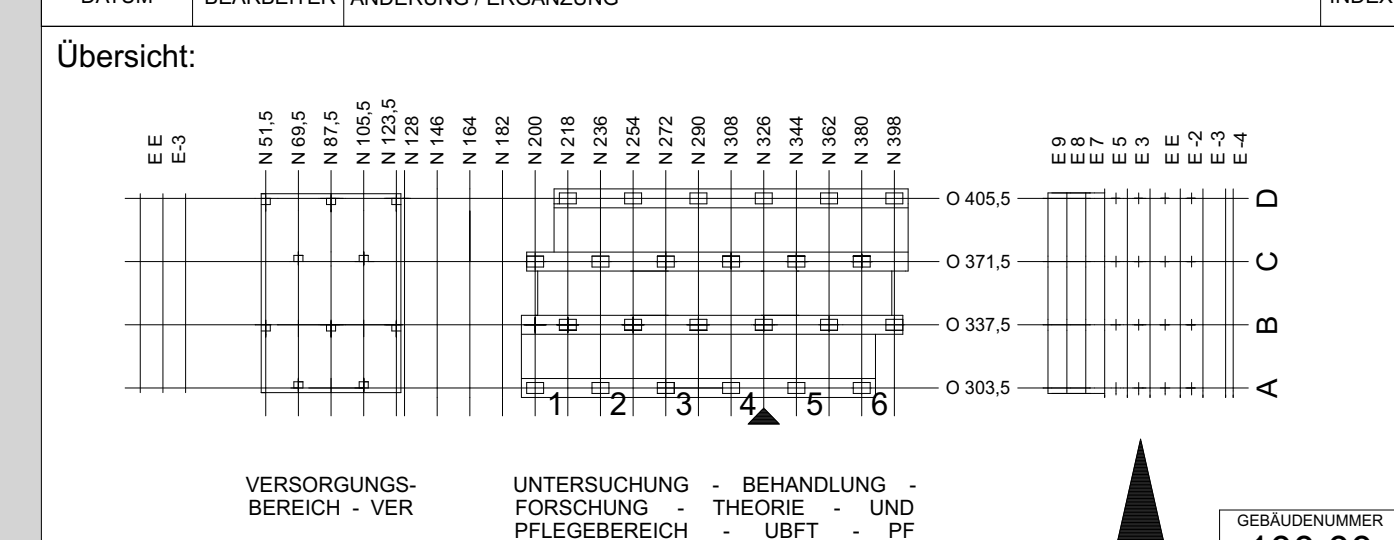 DATUM BEARBEITER ÄNDERUNG / ERGÄNZUNG INDEX
Übersicht:
E E
E-3
N 51,5
N 69,5
N 87,5
N 105,5
N 123,5
N 128
N 146
N 164
N 182
N 200
N 218
N 236
N 254
N 272
N 290
N 308
N 326
N 344
N 362
N 380
N 398
E 9
E 8
E 7
E 5
E 3
E E
E -2
E -3
E -4
O 405,5
D
O 371,5
C
O 337,5
B
O 303,5
A
1 2 3 4 5 6
VERSORGUNGS-
BEREICH - VER
UNTERSUCHUNG - BEHANDLUNG -
FORSCHUNG - THEORIE - UND
PFLEGEBEREICH - UBFT - PF
GEBÄUDENUMMER